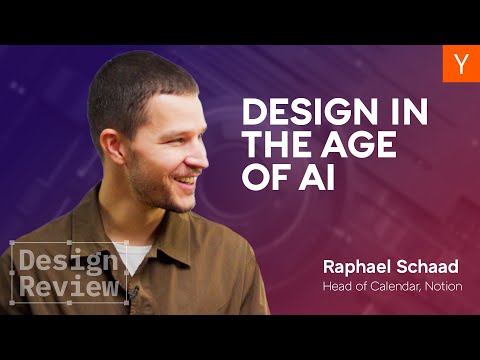 Y
DESIGN IN
THE AGE
OF AI
Raphael Schaad
Head of Calendar, Notion
Design
Review